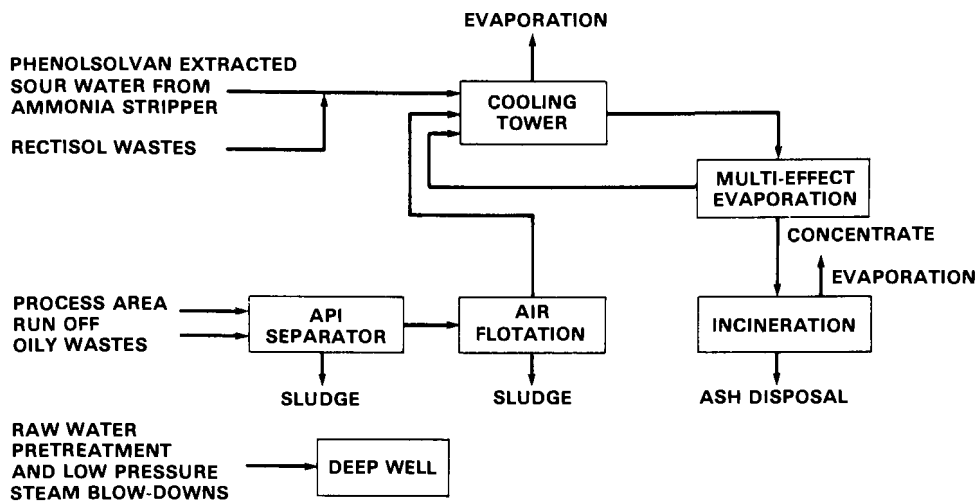 EVAPORATION
PHENOLSOLVAN EXTRACTED
SOUR WATER FROM
AMMONIA STRIPPER
RECTISOL WASTES
COOLING
TOWER
MULTI-EFFECT
EVAPORATION
CONCENTRATE
EVAPORATION
PROCESS AREA
RUN OFF
OILY WASTES
API
SEPARATOR
AIR
FLOTATION
INCINERATION
SLUDGE
SLUDGE
ASH DISPOSAL
RAW WATER
PRETREATMENT
AND LOW PRESSURE
STEAM BLOW-DOWNS
DEEP WELL